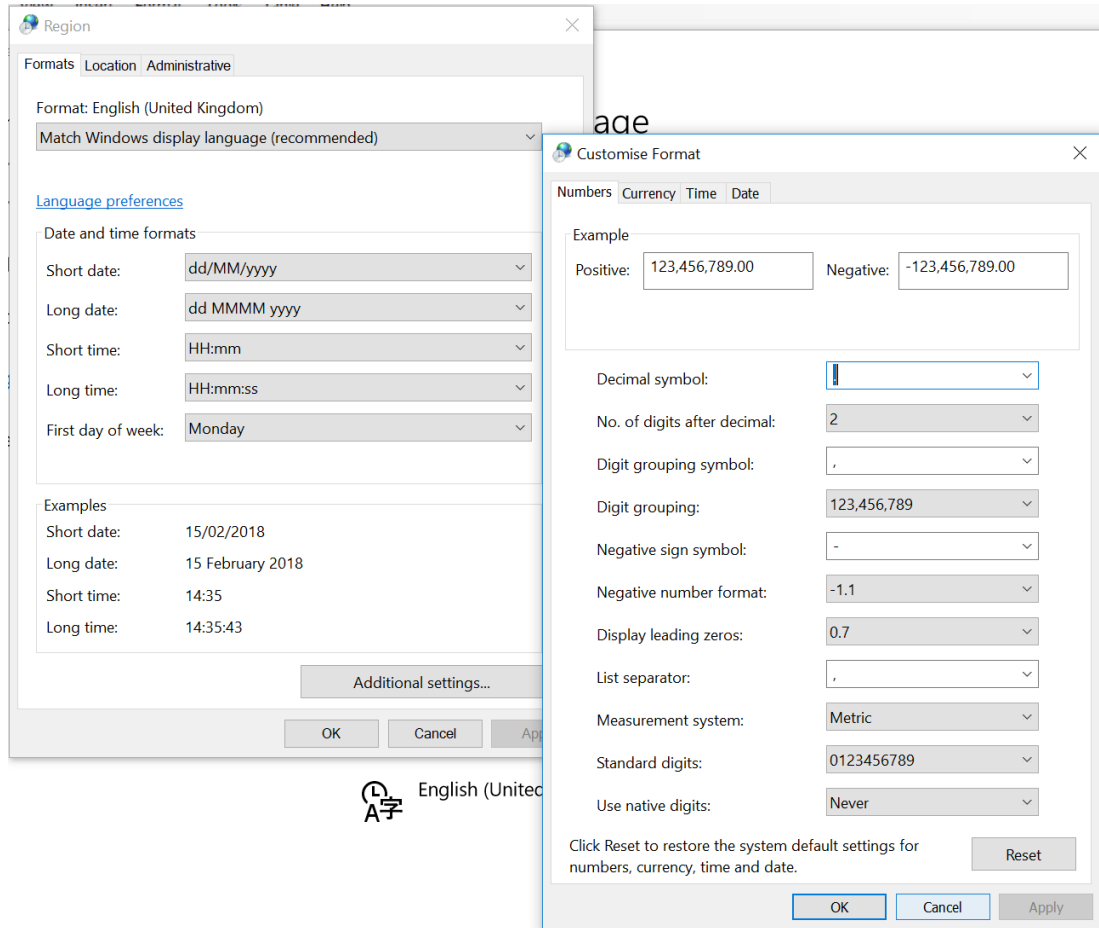 Region
Formats Location Administrative
Format: English (United Kingdom)
Match Windows display language (recommended)
Language preferences
Date and time formats
Short date: dd/MM/yyyy
Long date: dd MMMM yyyy
Short time: HH:mm
Long time: HH:mm:ss
First day of week: Monday
Examples
Short date: 15/02/2018
Long date: 15 February 2018
Short time: 14:35
Long time: 14:35:43
Additional settings...
OK Cancel App
age
English (United
Customise Format
Numbers Currency Time Date
Example
Positive: 123,456,789.00 Negative: -123,456,789.00
Decimal symbol: .
No. of digits after decimal: 2
Digit grouping symbol: ,
Digit grouping: 123,456,789
Negative sign symbol: -
Negative number format: -1.1
Display leading zeros: 0.7
List separator: ,
Measurement system: Metric
Standard digits: 0123456789
Use native digits: Never
Click Reset to restore the system default settings for
numbers, currency, time and date.
Reset
OK Cancel Apply